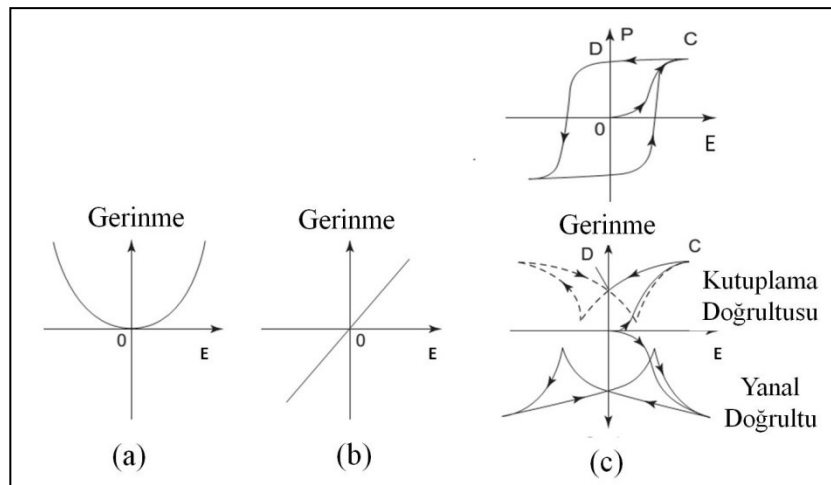 P
D
C
0
E
Gerinme
0
E
(a)
Gerinme
0
E
(b)
Gerinme
D
C
Kutuplama
Doğrultusu
E
Yanal
Doğrultu
(c)